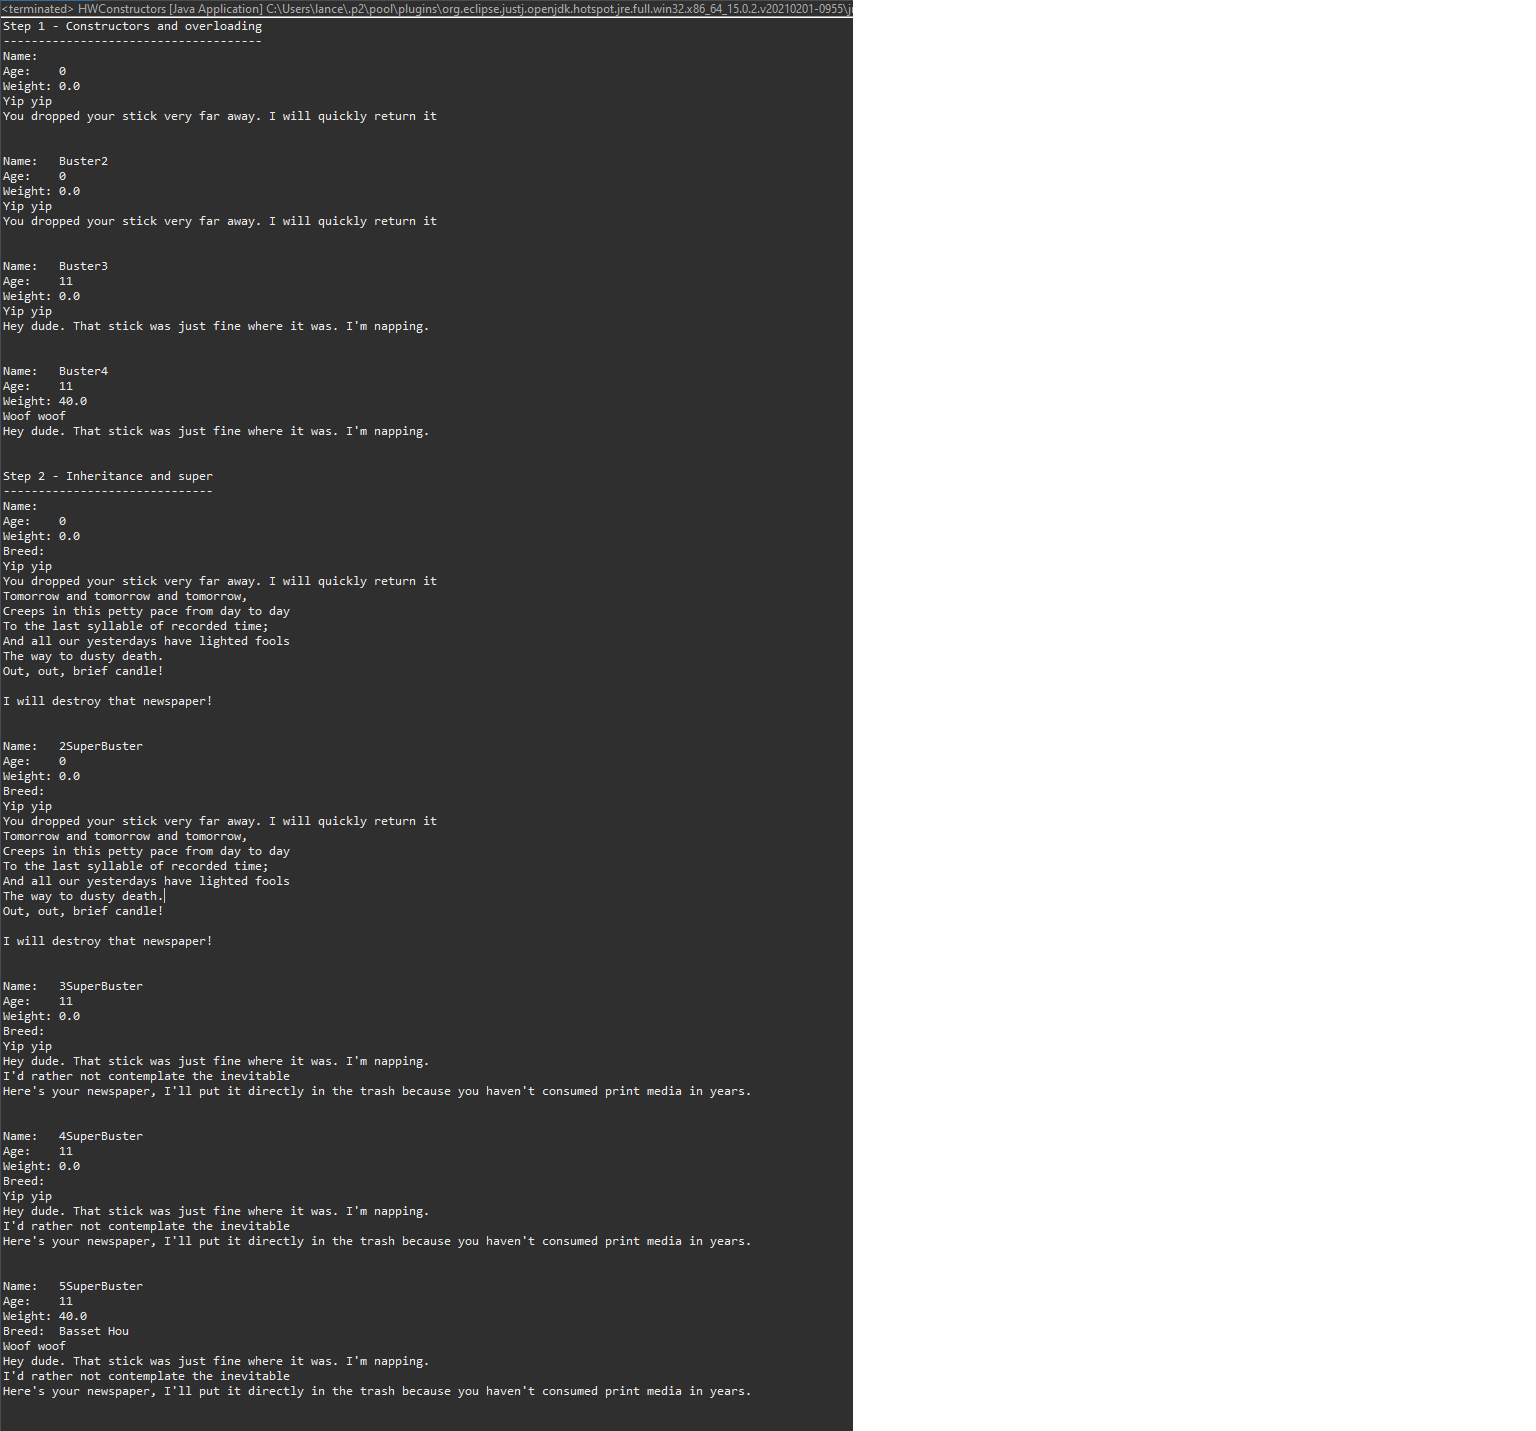 <terminated> HWConstructors [Java Application] C:\Users\lance\.p2\pool\plugins\org.eclipse.justj.openjdk.hotspot.jre.full.win32.x86_64_15.0.2.v20210201-0955\j
Step 1 - Constructors and overloading
-------------------------------------
Name:
Age:    0
Weight: 0.0
Yip yip
You dropped your stick very far away. I will quickly return it
Name:   Buster2
Age:    0
Weight: 0.0
Yip yip
You dropped your stick very far away. I will quickly return it
Name:   Buster3
Age:    11
Weight: 0.0
Yip yip
Hey dude. That stick was just fine where it was. I'm napping.
Name:   Buster4
Age:    11
Weight: 40.0
Woof woof
Hey dude. That stick was just fine where it was. I'm napping.
Step 2 - Inheritance and super
------------------------------
Name:
Age:    0
Weight: 0.0
Breed:
Yip yip
You dropped your stick very far away. I will quickly return it
Tomorrow and tomorrow and tomorrow,
Creeps in this petty pace from day to day
To the last syllable of recorded time;
And all our yesterdays have lighted fools
The way to dusty death.
Out, out, brief candle!
I will destroy that newspaper!
Name:   2SuperBuster
Age:    0
Weight: 0.0
Breed:
Yip yip
You dropped your stick very far away. I will quickly return it
Tomorrow and tomorrow and tomorrow,
Creeps in this petty pace from day to day
To the last syllable of recorded time;
And all our yesterdays have lighted fools
The way to dusty death.
Out, out, brief candle!
I will destroy that newspaper!
Name:   3SuperBuster
Age:    11
Weight: 0.0
Breed:
Yip yip
Hey dude. That stick was just fine where it was. I'm napping.
I'd rather not contemplate the inevitable
Here's your newspaper, I'll put it directly in the trash because you haven't consumed print media in years.
Name:   4SuperBuster
Age:    11
Weight: 0.0
Breed:
Yip yip
Hey dude. That stick was just fine where it was. I'm napping.
I'd rather not contemplate the inevitable
Here's your newspaper, I'll put it directly in the trash because you haven't consumed print media in years.
Name:   5SuperBuster
Age:    11
Weight: 40.0
Breed:  Basset Hou
Woof woof
Hey dude. That stick was just fine where it was. I'm napping.
I'd rather not contemplate the inevitable
Here's your newspaper, I'll put it directly in the trash because you haven't consumed print media in years.